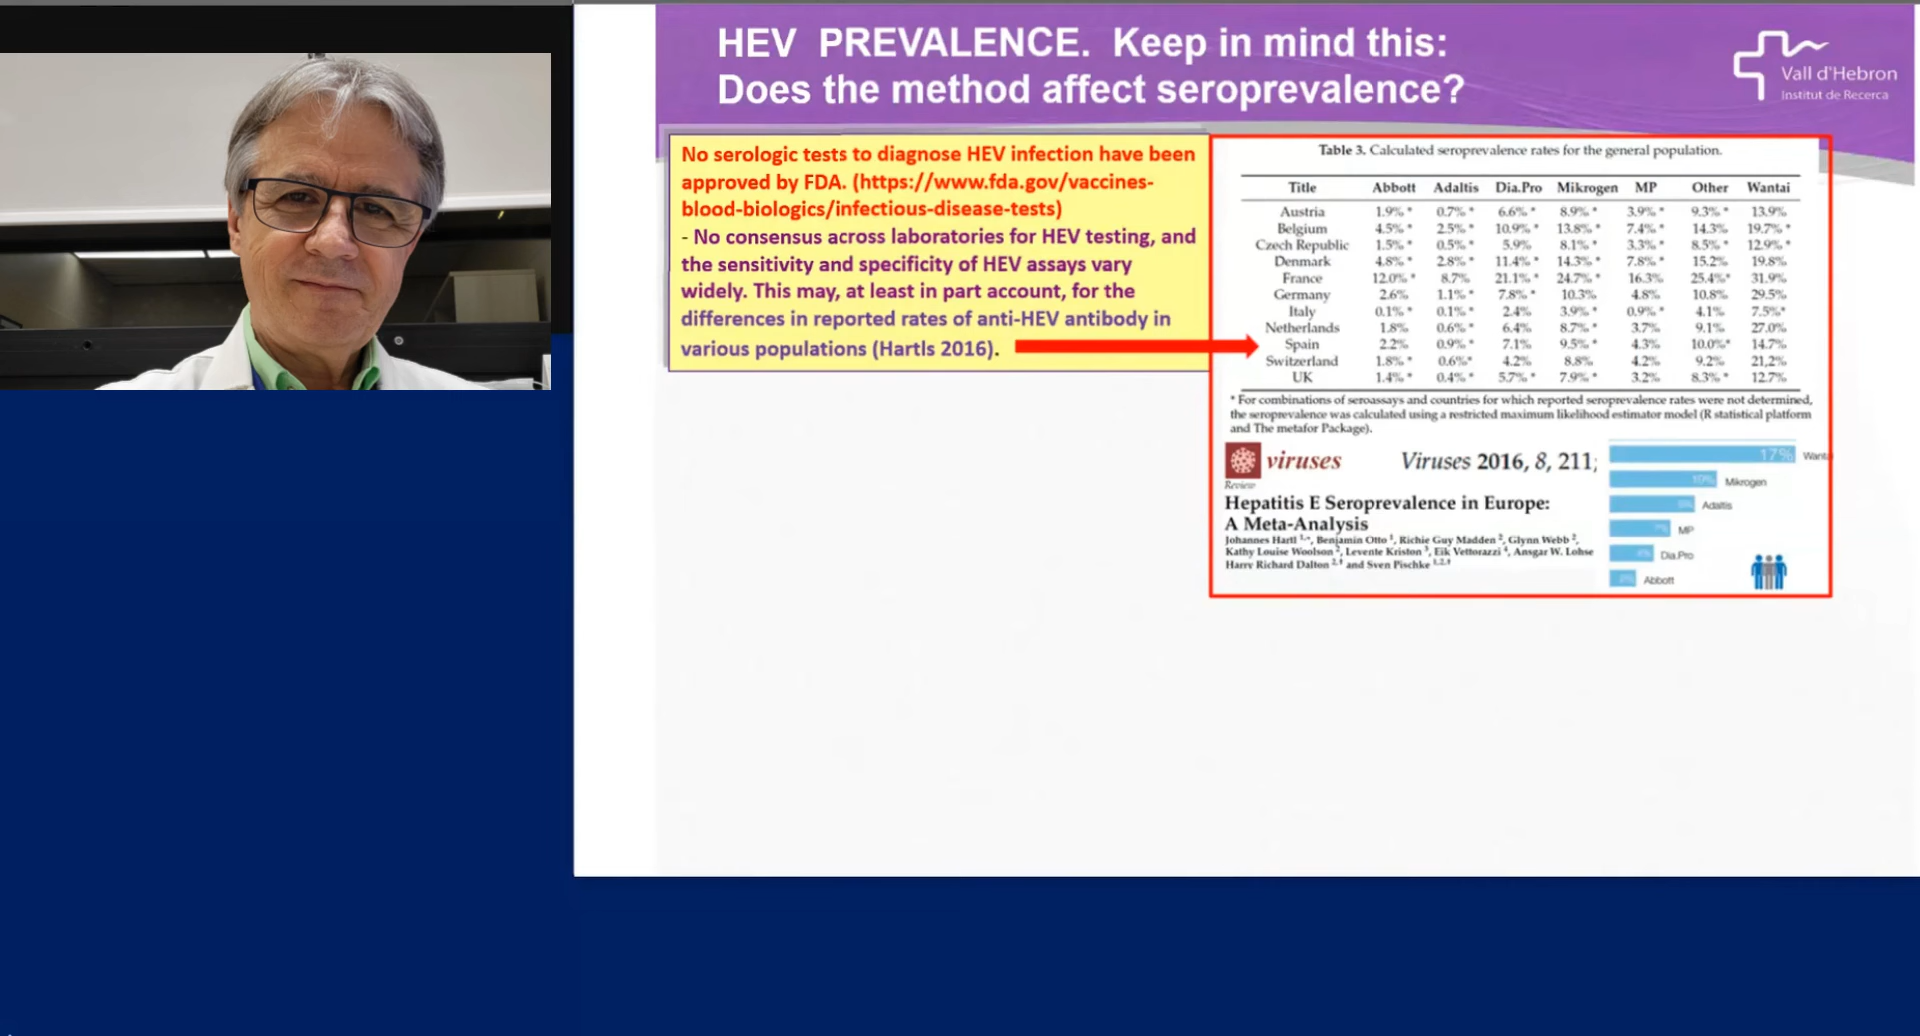 HEV PREVALENCE. Keep in mind this:
Does the method affect seroprevalence?
Vall d'Hebron
Institut de Recerca
No serologic tests to diagnose HEV infection have been
approved by FDA. (https://www.fda.gov/vaccines-
blood-biologics/infectious-disease-tests)
- No consensus across laboratories for HEV testing, and
the sensitivity and specificity of HEV assays vary
widely. This may, at least in part account, for the
differences in reported rates of anti-HEV antibody in
various populations (Hartls 2016).
Table 3. Calculated seroprevalence rates for the general population.
Title Abbott Adaltis Dia.Pro Mikrogen MP Other Wantai
Austria 1.9% * 0.7% * 6.6% * 8.9% * 3.9% * 9.3% * 13.9%
Belgium 4.5% * 2.5% * 10.9% * 13.8% * 7.4% * 14.3% 19.7% *
Czech Republic 1.5% * 0.5% * 5.9% 8.1% * 3.3% * 8.5% * 12.9% *
Denmark 4.8% * 2.8% * 11.4% * 14.3% * 7.8% * 15.2% 19.8%
France 12.0% * 8.7% 21.1% * 24.7% * 16.3% 25.4%* 31.9%
Germany 2.6% 1.1% * 7.8% * 10.3% 4.8% 10.8% 29.5%
Italy 0.1% * 0.1% * 2.4% 3.9% * 0.9% * 4.1% 7.5%*
Netherlands 1.8% 0.6% * 6.4% 8.7% * 3.7% 9.1% 27.0%
Spain 2.2% 0.9% * 7.1% 9.5% * 4.3% 10.0%* 14.7%
Switzerland 1.8% * 0.6%* 4.2% 8.8% 4.2% 9.2% 21,2%
UK 1.4% * 0.4% * 5.7% * 7.9% * 3.2% 8.3% * 12.7%
* For combinations of seroassays and countries for which reported seroprevalence rates were not determined,
the seroprevalence was calculated using a restricted maximum likelihood estimator model (R statistical platform
and The metafor Package).
viruses
Viruses 2016, 8, 211;
Review
Hepatitis E Seroprevalence in Europe:
A Meta-Analysis
Johannes Hartl, Benjamin Otto 1, Richie Guy Madden 2, Glynn Webb 2,
Kathy Louise Woolson 2, Levente Kriston 3, Eik Vettorazzi 4, Ansgar W. Lohse
Harry Richard Dalton and Sven Pischke
17% Wanta
10% Mikrogen
Adaltis
MP
Dia.Pro
Abbott